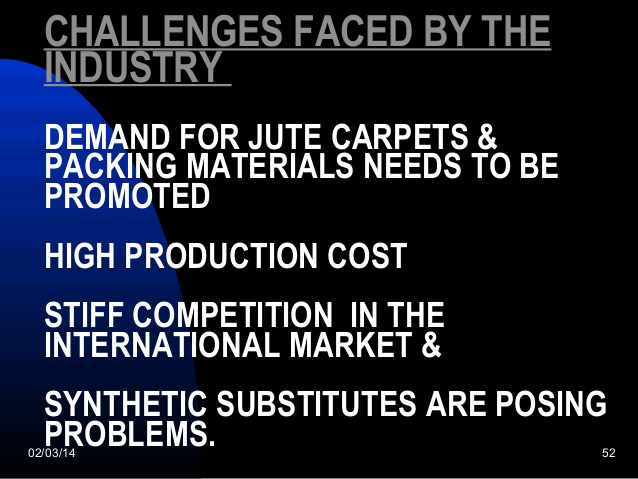 CHALLENGES FACED BY THE
INDUSTRY
DEMAND FOR JUTE CARPETS &
PACKING MATERIALS NEEDS TO BE
PROMOTED
HIGH PRODUCTION COST
STIFF COMPETITION  IN THE
INTERNATIONAL MARKET &
SYNTHETIC SUBSTITUTES ARE POSING
PROBLEMS.
02/03/14
52